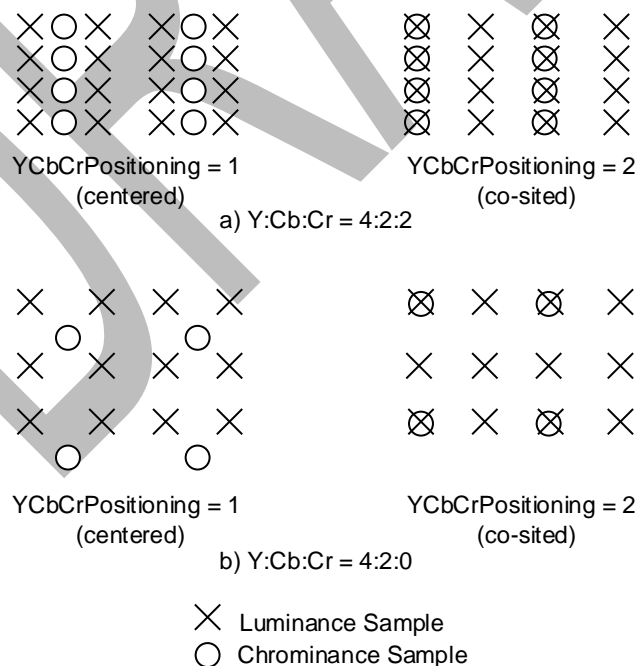 YCbCrPositioning = 1
(centered)
YCbCrPositioning = 2
(co-sited)
a) Y:Cb:Cr = 4:2:2
YCbCrPositioning = 1
(centered)
YCbCrPositioning = 2
(co-sited)
b) Y:Cb:Cr = 4:2:0
Luminance Sample
Chrominance Sample